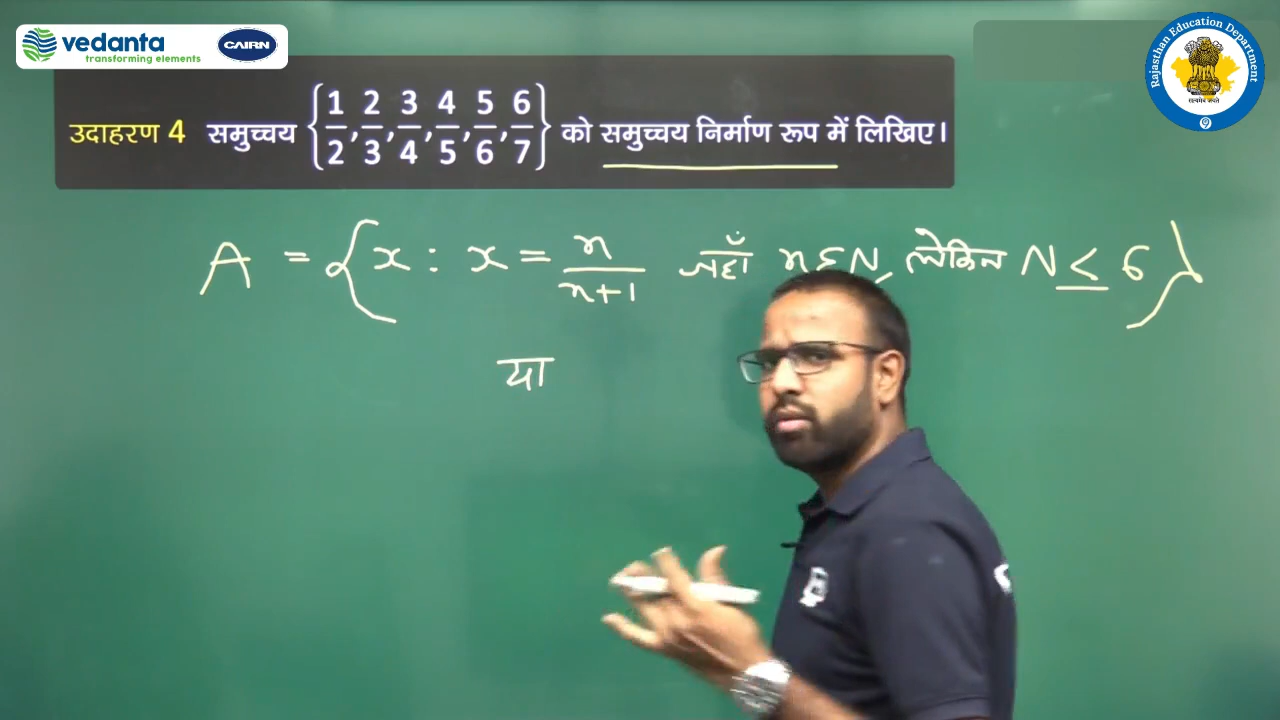 vedanta
transforming elements
CAIRN
Rajasthan Education Department
सत्यमेव जयते
उदाहरण 4 समुच्चय {1/2, 2/3, 3/4, 4/5, 5/6, 6/7} को समुच्चय निर्माण रूप में लिखिए।
A = {x : x = n/n+1 जहाँ n ∈ N, लेकिन N ≤ 6}
या